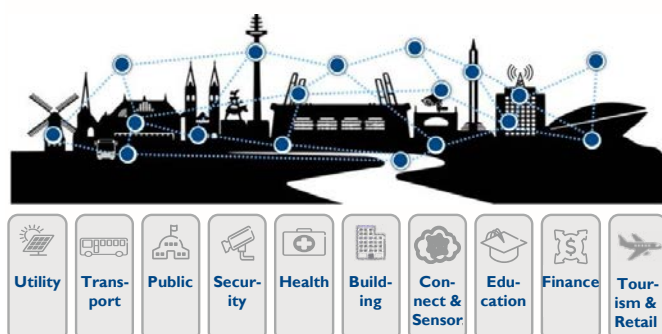 Utility
Trans-
port
Public
Secur-
ity
Health
Build-
ing
Con-
nect &
Sensor
Edu-
cation
Finance
Tour-
ism &
Retail